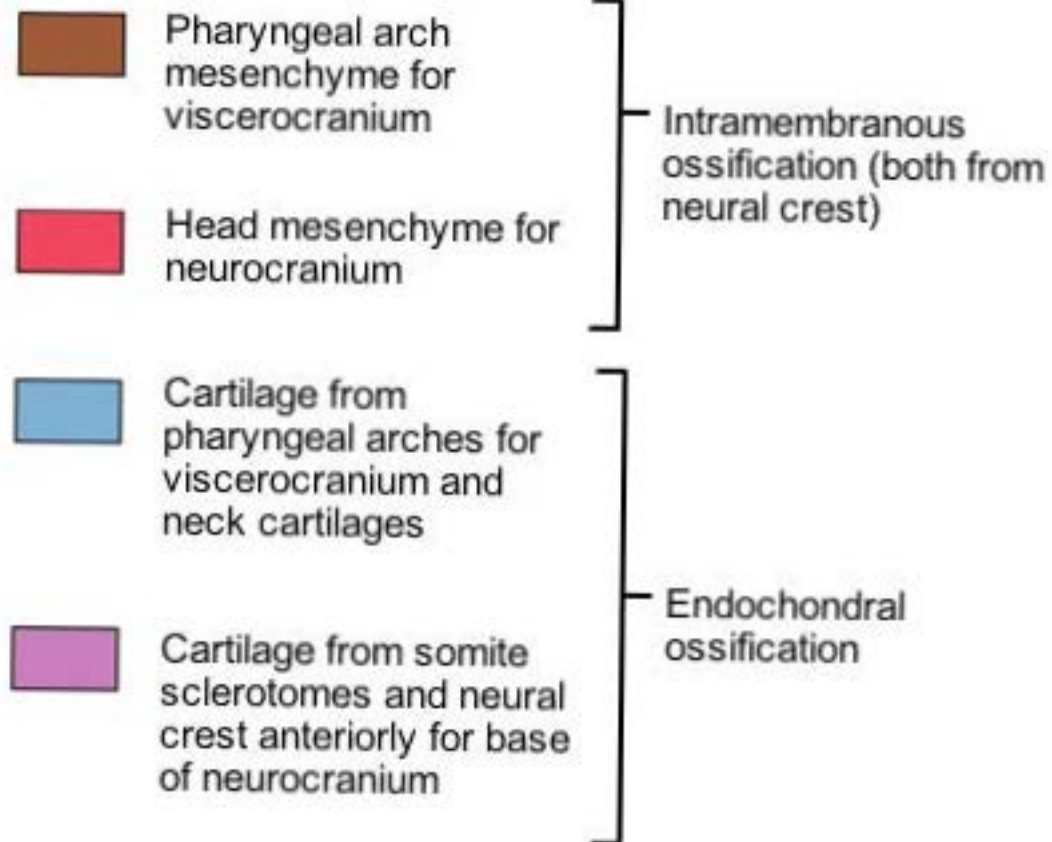 Pharyngeal arch
mesenchyme for
viscerocranium
Intramembranous
ossification (both from
neural crest)
Head mesenchyme for
neurocranium
Cartilage from
pharyngeal arches for
viscerocranium and
neck cartilages
Endochondral
ossification
Cartilage from somite
sclerotomes and neural
crest anteriorly for base
of neurocranium